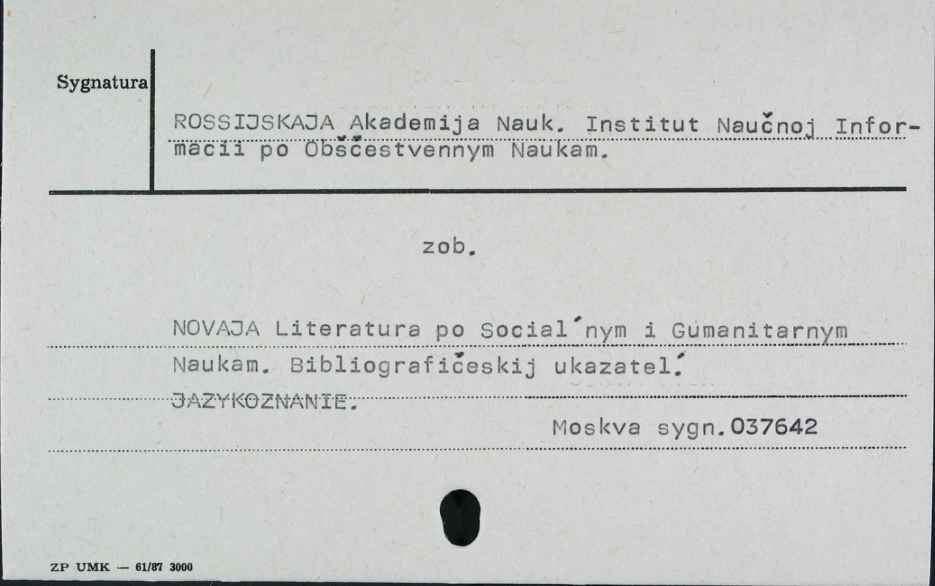 Sygnatura
ROSSIJSKAJA Akademija Nauk. Institut Naučnoj Infor-
macii po Obščestvennym Naukam.
zob.
NOVAJA Literatura po Social´nym i Gumanitarnym
Naukam. Bibliografičeskij ukazatel´.
JAZYKOZNANIE.
Moskva sygn. 037642
ZP UMK — 61/87 3000